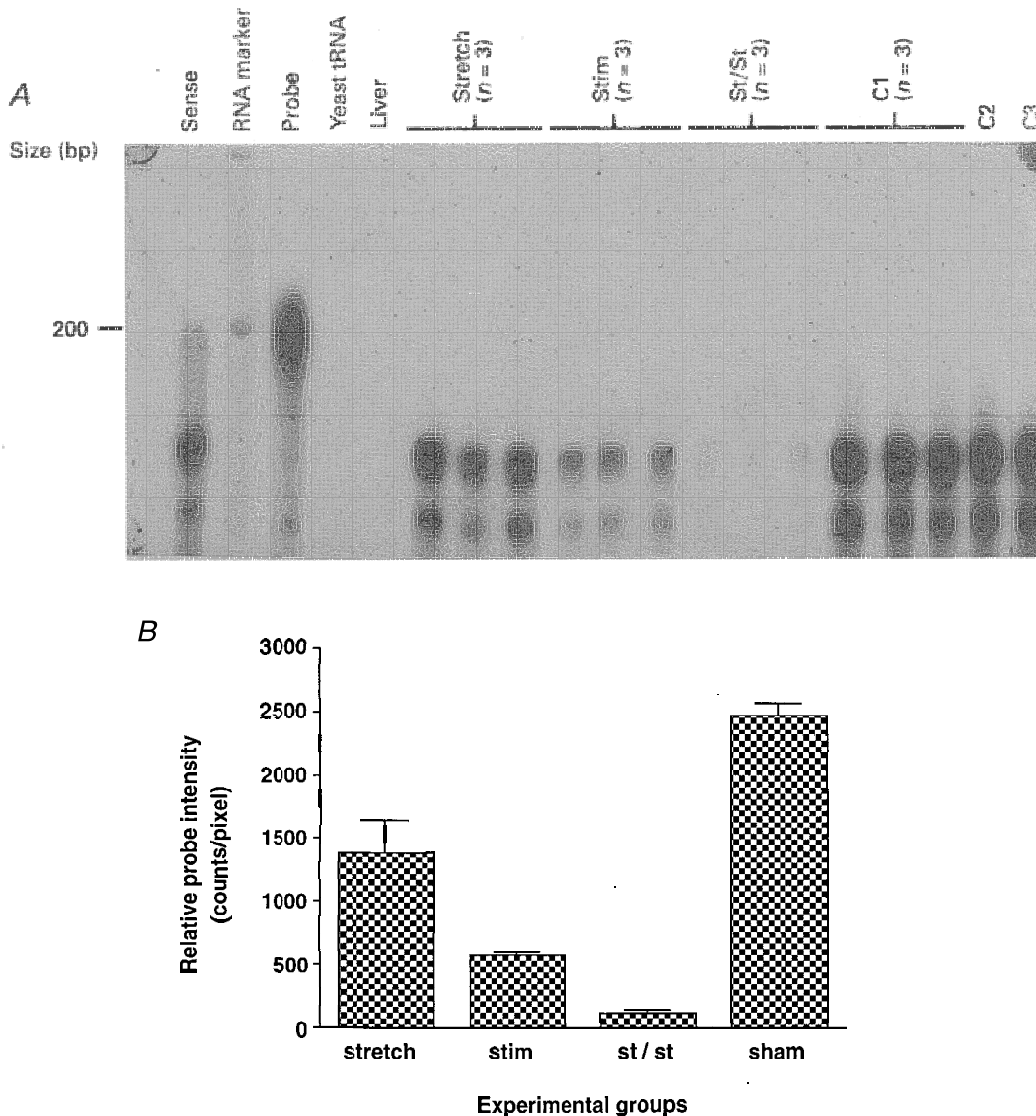 A
Sense
RNA marker
Probe
Yeast tRNA
Liver
Stretch
(n = 3)
Stim
(n = 3)
St/St
(n = 3)
C1
(n = 3)
C2
C3
Size (bp)
200
B
3000
2500
2000
1500
1000
500
0
Relative probe intensity
(counts/pixel)
stretch
stim
st / st
sham
Experimental groups